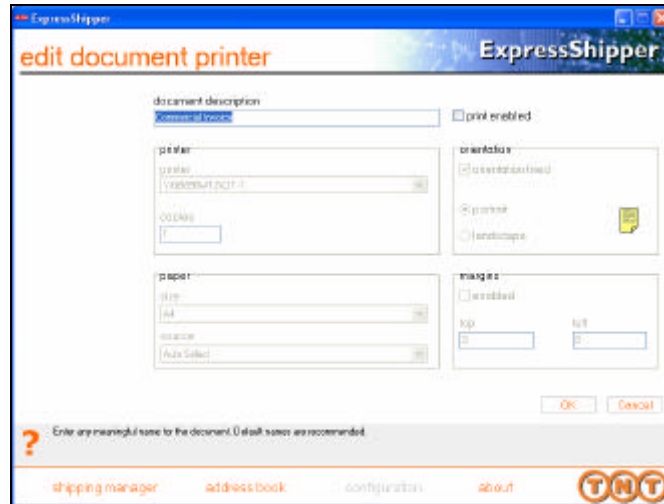 ExpressShipper
edit document printer
ExpressShipper
document description
Commercial Invoice
print enabled
printer
printer
copies
1
orientation
orientation fixed
portrait
landscape
paper
size
A4
source
Auto Select
margins
enabled
top
left
0
0
OK
Cancel
? Enter any meaningful name for the document. Default names are recommended.
shipping manager
address book
configuration
about
TNT